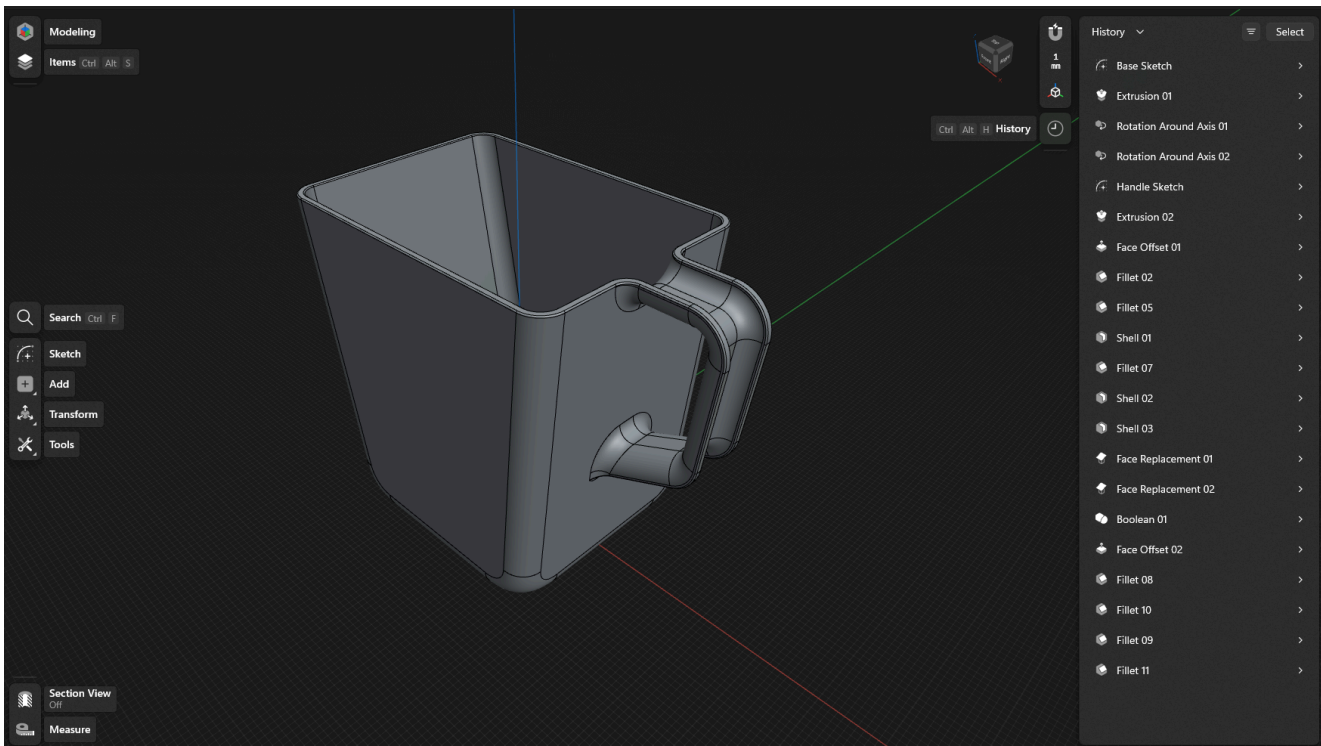 Modeling
Items Ctrl Alt S
Search Ctrl F
Sketch
Add
Transform
Tools
Section View
Off
Measure
1
mm
Ctrl Alt H History
History
Select
Base Sketch
Extrusion 01
Rotation Around Axis 01
Rotation Around Axis 02
Handle Sketch
Extrusion 02
Face Offset 01
Fillet 02
Fillet 05
Shell 01
Fillet 07
Shell 02
Shell 03
Face Replacement 01
Face Replacement 02
Boolean 01
Face Offset 02
Fillet 08
Fillet 10
Fillet 09
Fillet 11